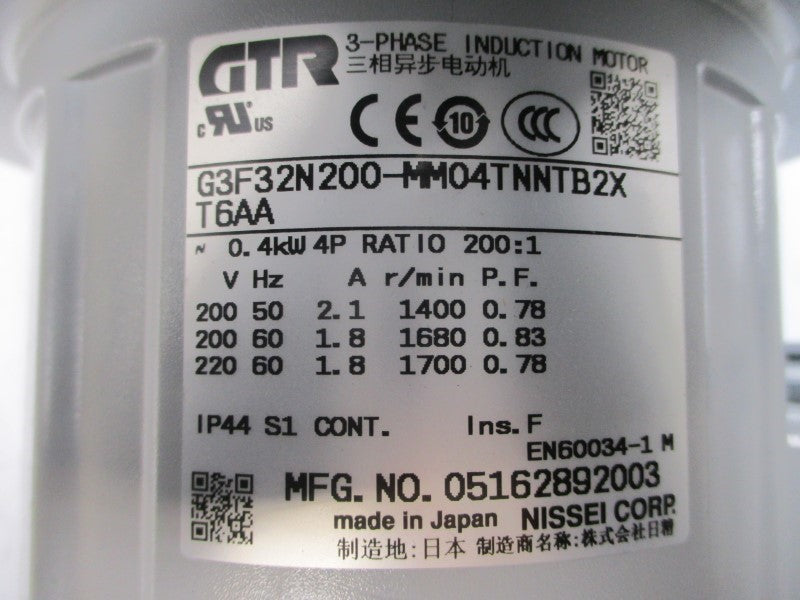 GTR 3-PHASE INDUCTION MOTOR
三相异步电动机
c RU US CE 10 CCC
G3F32N200-MM04TNNTB2X
T6AA
~ 0.4kW 4P RATIO 200:1
V Hz A r/min P.F.
200 50 2.1 1400 0.78
200 60 1.8 1680 0.83
220 60 1.8 1700 0.78
IP44 S1 CONT. Ins.F
EN60034-1 M
MFG.NO.05162892003
made in Japan NISSEI CORP.
制造地:日本 制造商名称:株式会社日精